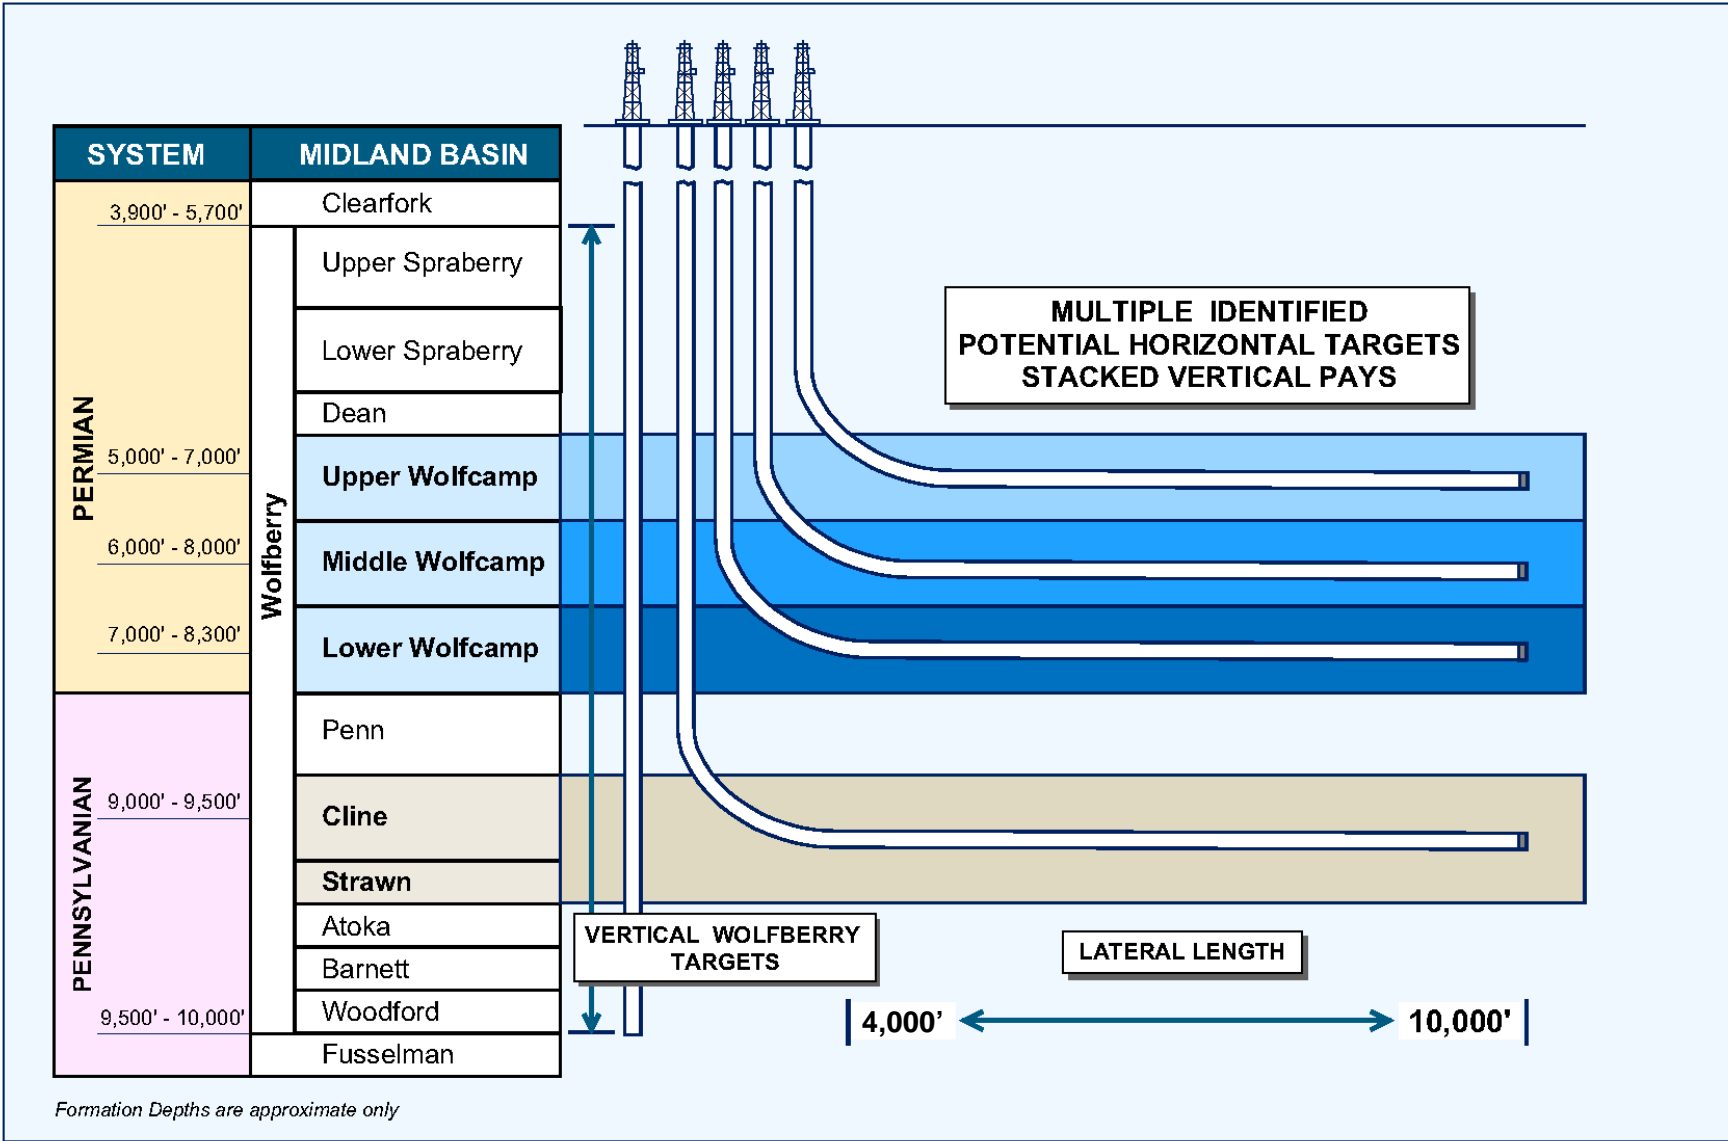 SYSTEM
MIDLAND BASIN
3,900' - 5,700'
Clearfork
Upper Spraberry
Lower Spraberry
Dean
PERMIAN
5,000' - 7,000'
Upper Wolfcamp
6,000' - 8,000'
Middle Wolfcamp
7,000' - 8,300'
Lower Wolfcamp
Wolfberry
Penn
PENNSYLVANIAN
9,000' - 9,500'
Cline
Strawn
Atoka
Barnett
Woodford
9,500' - 10,000'
Fusselman
MULTIPLE IDENTIFIED
POTENTIAL HORIZONTAL TARGETS
STACKED VERTICAL PAYS
VERTICAL WOLFBERRY
TARGETS
LATERAL LENGTH
4,000’
10,000'
Formation Depths are approximate only